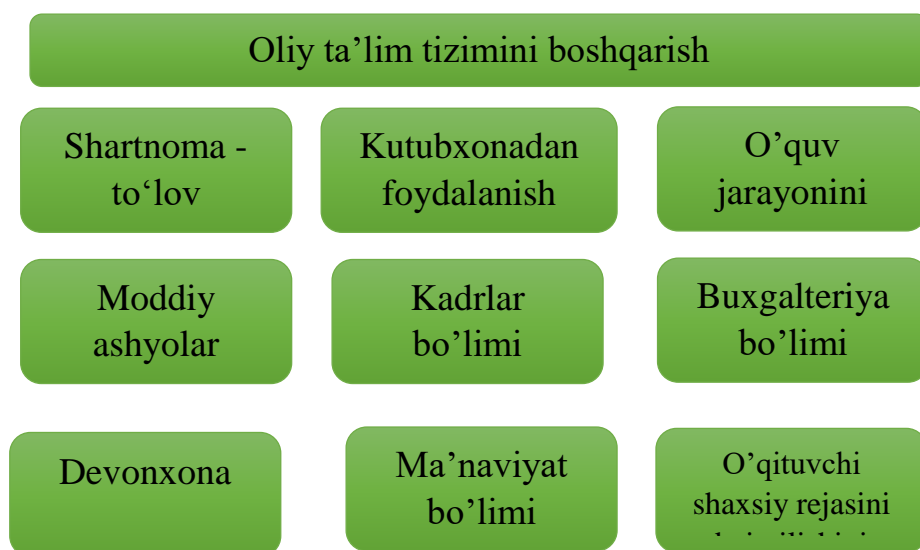 Oliy ta’lim tizimini boshqarish
Shartnoma -
to‘lov
Kutubxonadan
foydalanish
O’quv
jarayonini
Moddiy
ashyolar
Kadrlar
bo’limi
Buxgalteriya
bo’limi
Devonxona
Ma’naviyat
bo’limi
O’qituvchi
shaxsiy rejasini